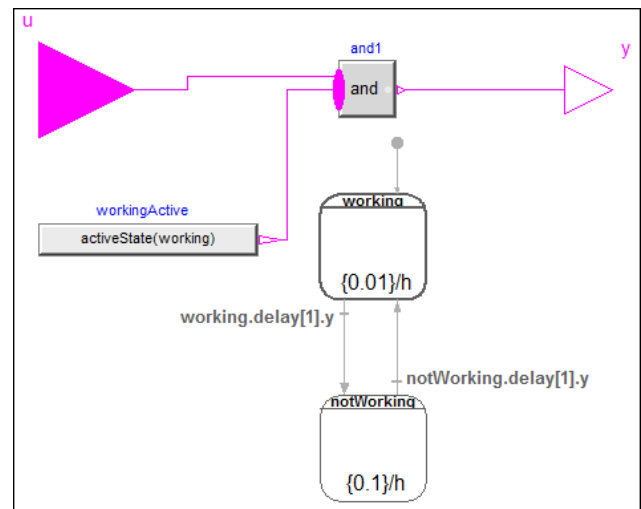 u
y
and1
and
workingActive
activeState(working)
working
{0.01}/h
working.delay[1].y
notWorking.delay[1].y
notWorking
{0.1}/h